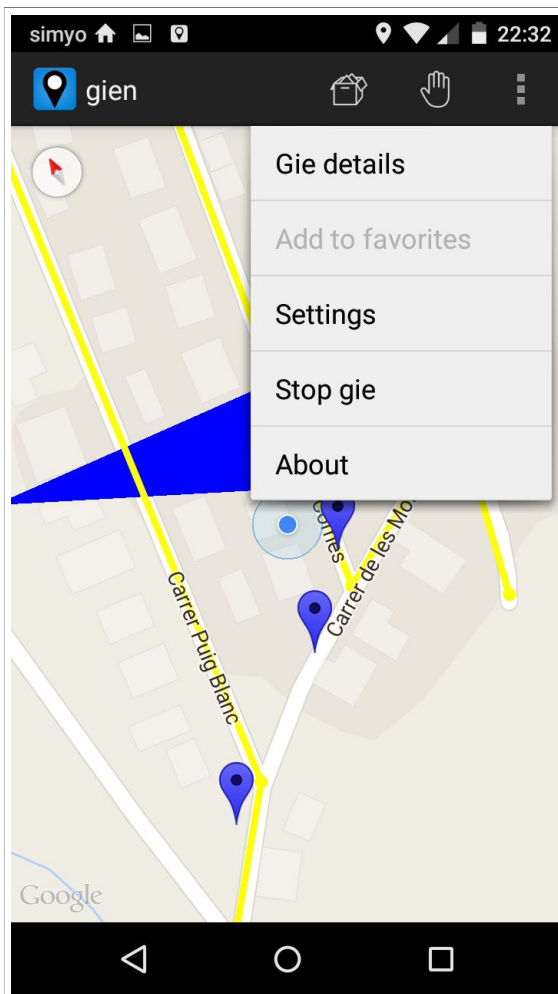 simyo 22:32
gien
Gie details
Add to favorites
Settings
Stop gie
About
Carrer de les Mo
Carrer Puig Blanc
Google